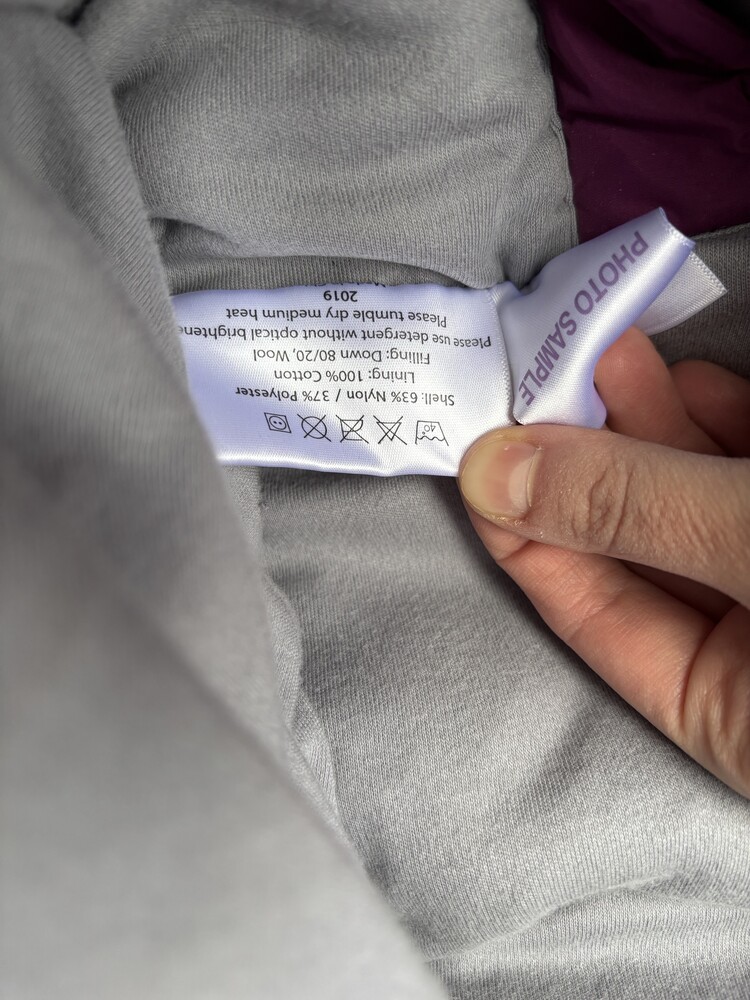 40°
Shell: 63% Nylon / 37% Polyester
Lining: 100% Cotton
Filling: Down 80/20, Wool
Please use detergent without optical
Please tumble dry medium heat
2019
PHOTO SAMPLE